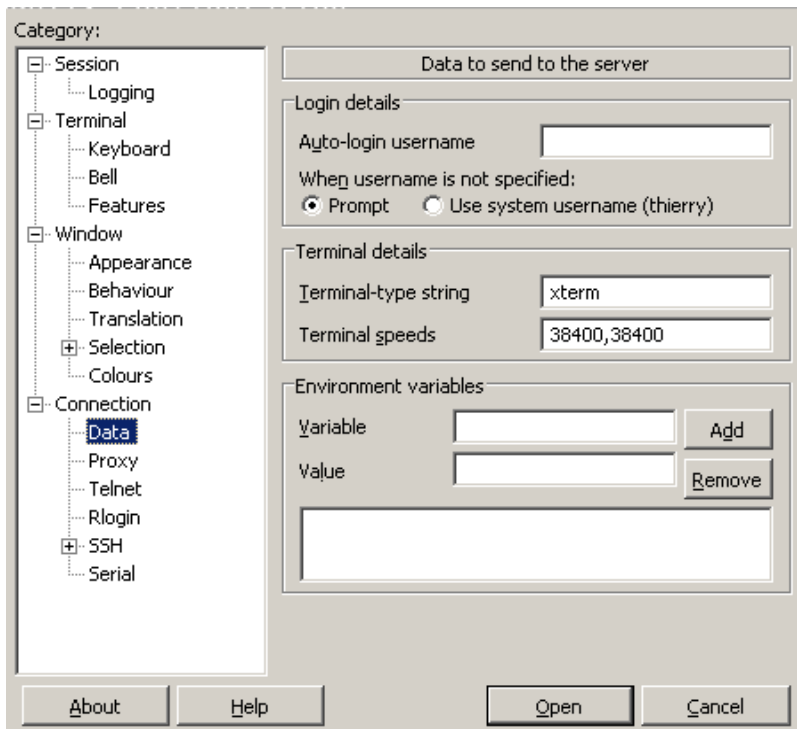 Category:
Session
Logging
Terminal
Keyboard
Bell
Features
Window
Appearance
Behaviour
Translation
Selection
Colours
Connection
Data
Proxy
Telnet
Rlogin
SSH
Serial
Data to send to the server
Login details
Auto-login username
When username is not specified:
Prompt Use system username (thierry)
Terminal details
Terminal-type string xterm
Terminal speeds 38400,38400
Environment variables
Variable Add
Value Remove
About Help Open Cancel